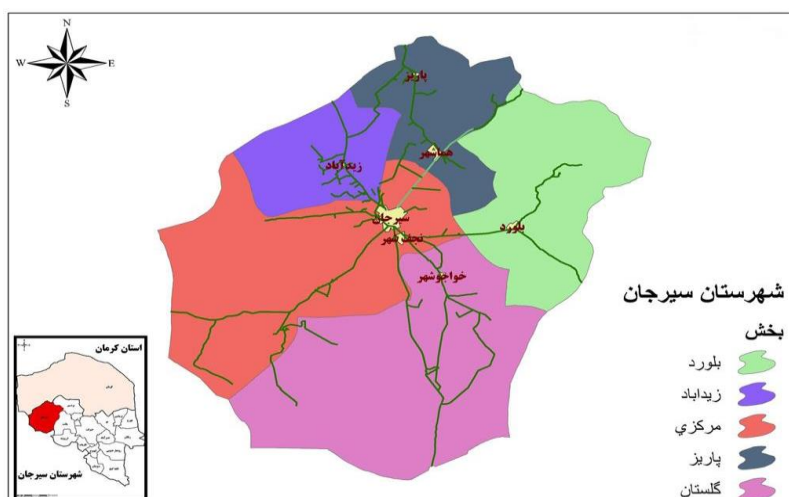 N
W E
S
پاریز
هماشهر
زیدآباد
سیرجان
نجف شهر
بلورد
خواجوشهر
شهرستان سیرجان
بخش
بلورد
زیداباد
مرکزي
پاریز
گلستان
استان کرمان
شهرستان سیرجان